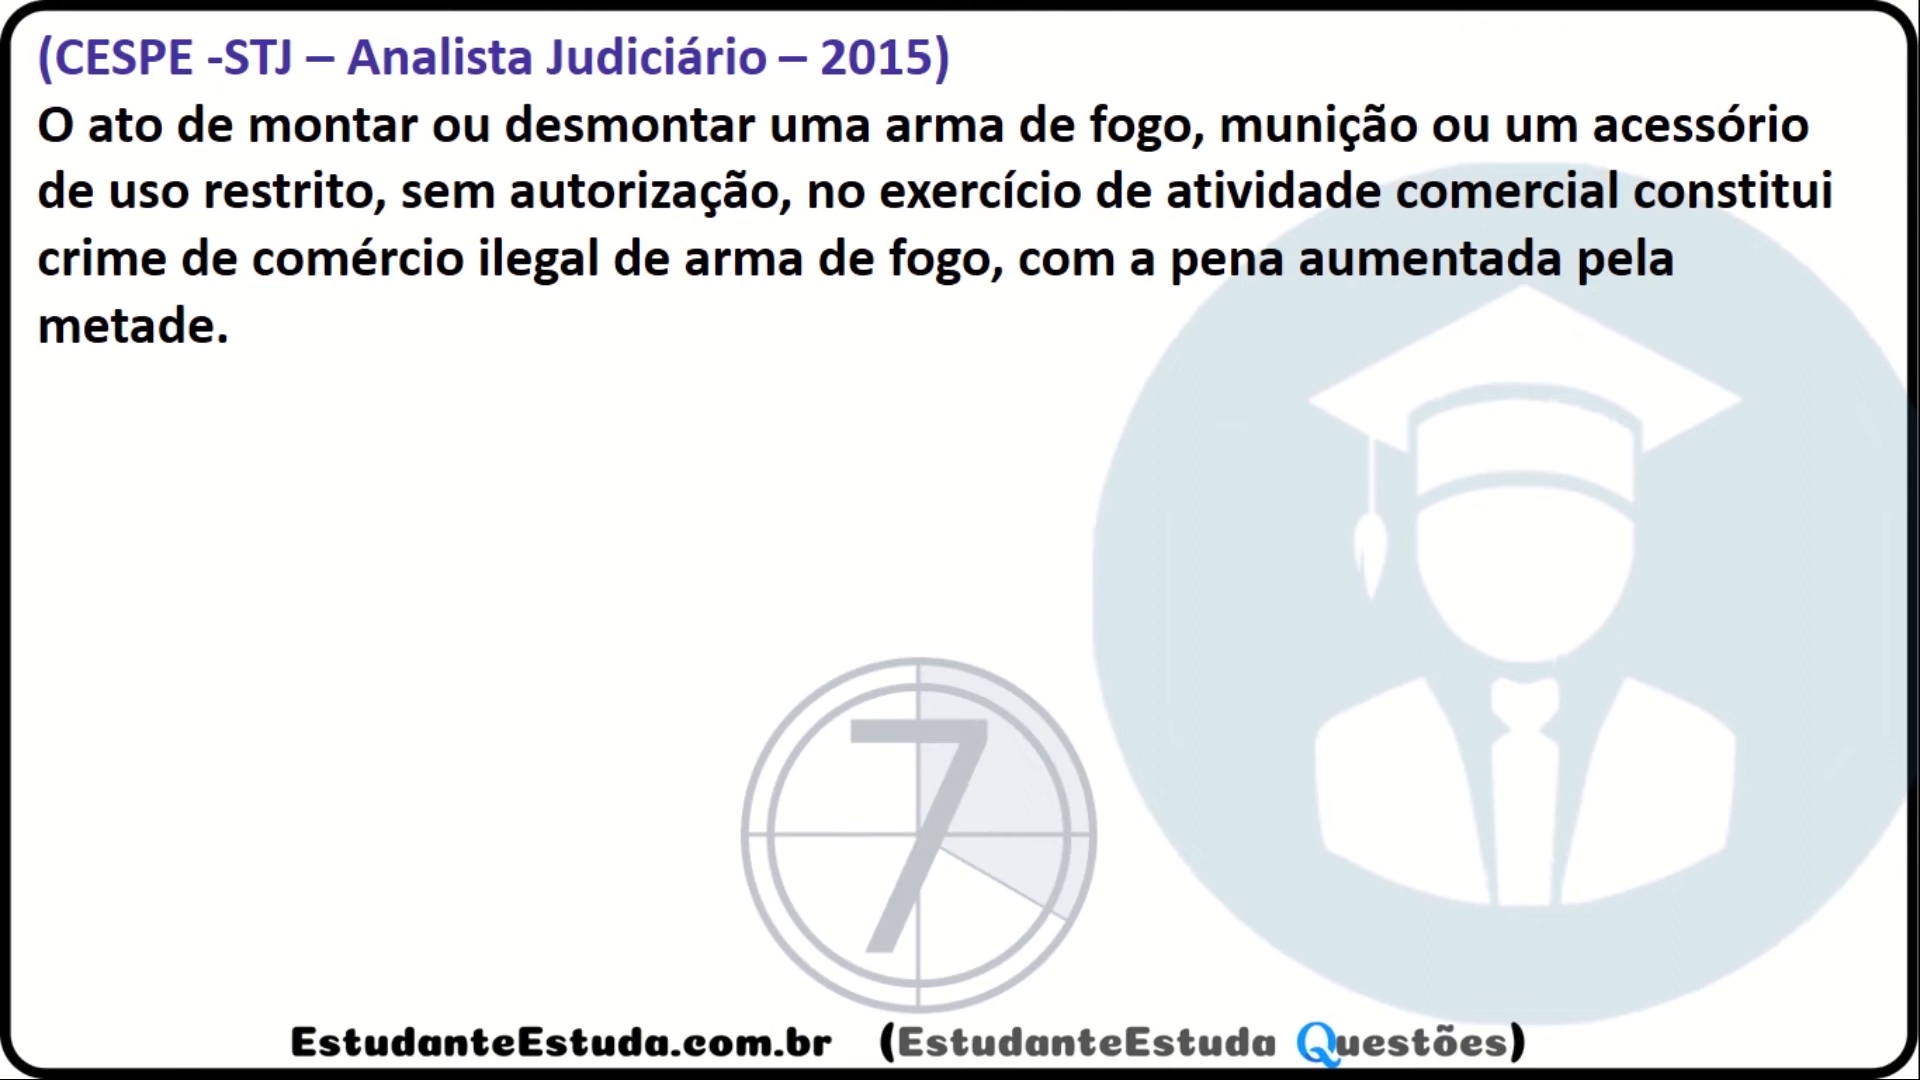 (CESPE -STJ – Analista Judiciário – 2015)
O ato de montar ou desmontar uma arma de fogo, munição ou um acessório
de uso restrito, sem autorização, no exercício de atividade comercial constitui
crime de comércio ilegal de arma de fogo, com a pena aumentada pela
metade.
7
EstudanteEstuda.com.br (EstudanteEstuda Questões)